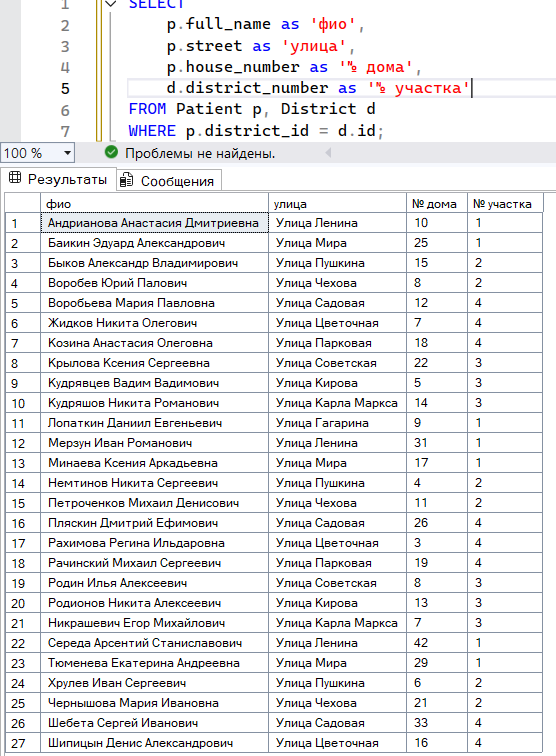 1 SELECT
2 p.full_name as 'фио',
3 p.street as 'улица',
4 p.house_number as '№ дома',
5 d.district_number as '№ участка'
6 FROM Patient p, District d
7 WHERE p.district_id = d.id;
100 % Проблемы не найдены.
Результаты Сообщения
фио улица № дома № участка
1 Андрианова Анастасия Дмитриевна Улица Ленина 10 1
2 Баикин Эдуард Александрович Улица Мира 25 1
3 Быков Александр Владимирович Улица Пушкина 15 2
4 Воробев Юрий Палович Улица Чехова 8 2
5 Воробьева Мария Павловна Улица Садовая 12 4
6 Жидков Никита Олегович Улица Цветочная 7 4
7 Козина Анастасия Олеговна Улица Парковая 18 4
8 Крылова Ксения Сергеевна Улица Советская 22 3
9 Кудрявцев Вадим Вадимович Улица Кирова 5 3
10 Кудряшов Никита Романович Улица Карла Маркса 14 3
11 Лопаткин Даниил Евгеньевич Улица Гагарина 9 1
12 Мерзун Иван Романович Улица Ленина 31 1
13 Минаева Ксения Аркадьевна Улица Мира 17 1
14 Немтинов Никита Сергеевич Улица Пушкина 4 2
15 Петроченков Михаил Денисович Улица Чехова 11 2
16 Пляскин Дмитрий Ефимович Улица Садовая 26 4
17 Рахимова Регина Ильдаровна Улица Цветочная 3 4
18 Рачинский Михаил Сергеевич Улица Парковая 19 4
19 Родин Илья Алексеевич Улица Советская 8 3
20 Родионов Никита Алексеевич Улица Кирова 13 3
21 Никрашевич Егор Михайлович Улица Карла Маркса 7 3
22 Середа Арсентий Станиславович Улица Ленина 42 1
23 Тюменева Екатерина Андреевна Улица Мира 29 1
24 Хрулев Иван Сергеевич Улица Пушкина 6 2
25 Чернышова Мария Ивановна Улица Чехова 21 2
26 Шебета Сергей Иванович Улица Садовая 33 4
27 Шипицын Денис Александрович Улица Цветочная 16 4